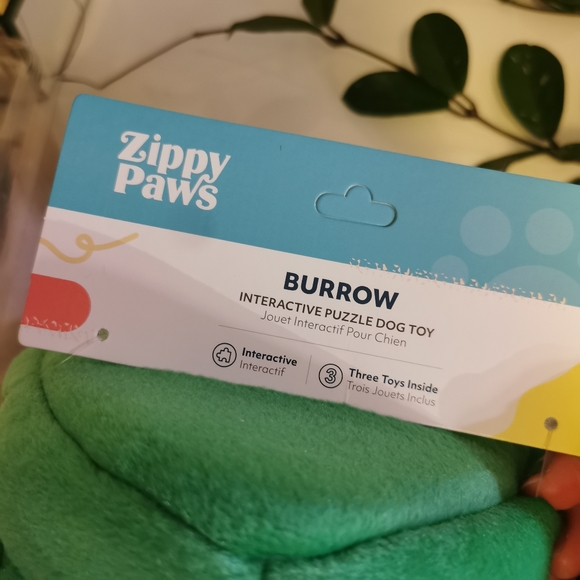 Zippy
Paws
BURROW
INTERACTIVE PUZZLE DOG TOY
Jouet Interactif Pour Chien
Interactive
Interactif
3
Three Toys Inside
Trois Jouets Inclus